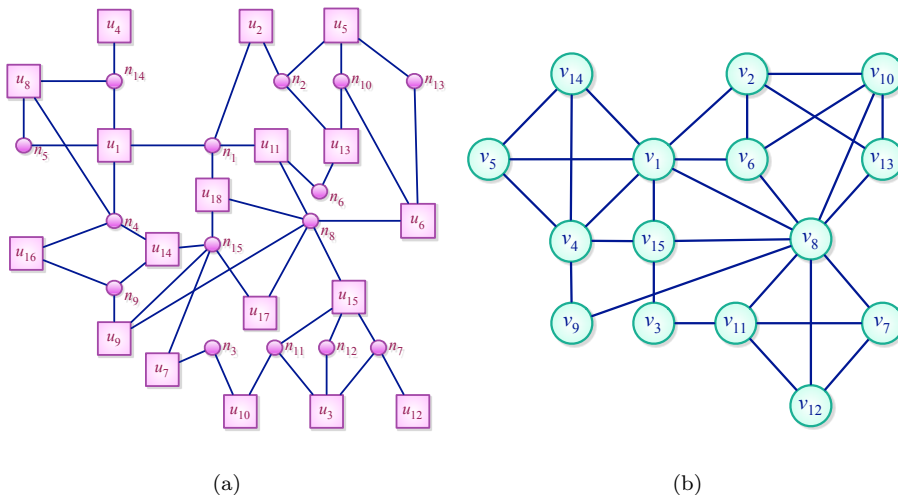 u4 u2 u5
n14 n2 n10 n13
u8
n5 u1 n1 u11 u13
n6
u18
n4 n8 u6
u16 u14 n15
n9
u9 u17 u15
u7 n3 n11 n12 n7
u10 u3 u12
(a)
v14 v2 v10
v5 v1 v6 v13
v4 v15 v8
v9 v3 v11 v7
v12
(b)